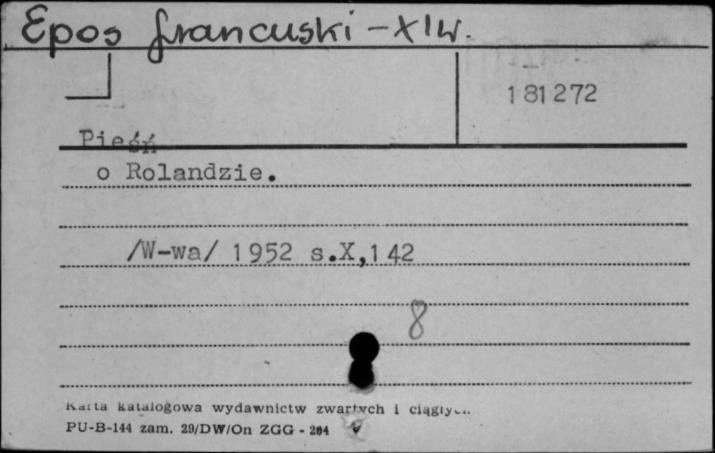 Epos francuski - XIw.
181272
Pieśń
o Rolandzie.
/W-wa/ 1952 s.X,142
8
Karta katalogowa wydawnictw zwartych i ciągłych
PU-B-144 zam. 29/DW/On ZGG - 204